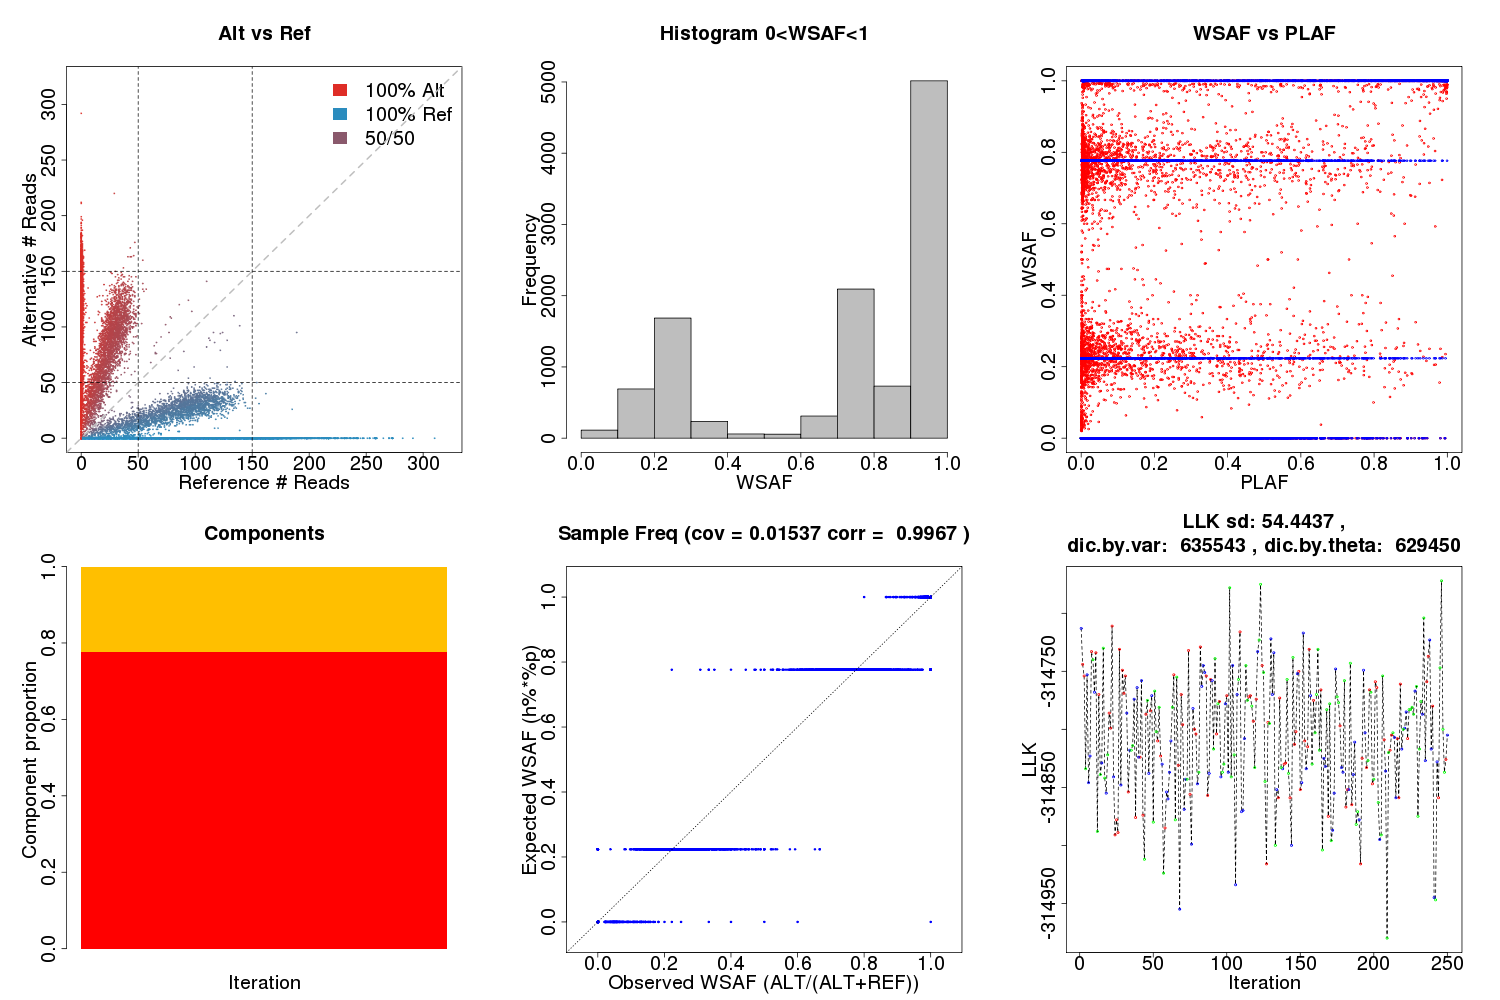 Alt vs Ref
100% Alt
100% Ref
50/50
Alternative # Reads
0 50 100 150 200 250 300
0 50 100 150 200 250 300
Reference # Reads
Histogram 0<WSAF<1
Frequency
0 1000 2000 3000 4000 5000
0.0 0.2 0.4 0.6 0.8 1.0
WSAF
WSAF vs PLAF
WSAF
0.0 0.2 0.4 0.6 0.8 1.0
0.0 0.2 0.4 0.6 0.8 1.0
PLAF
Components
Component proportion
0.0 0.2 0.4 0.6 0.8 1.0
Iteration
Sample Freq (cov = 0.01537 corr = 0.9967 )
Expected WSAF (h%*%p)
0.0 0.2 0.4 0.6 0.8 1.0
0.0 0.2 0.4 0.6 0.8 1.0
Observed WSAF (ALT/(ALT+REF))
LLK sd: 54.4437 ,
dic.by.var: 635543 , dic.by.theta: 629450
LLK
-314950 -314850 -314750
0 50 100 150 200 250
Iteration